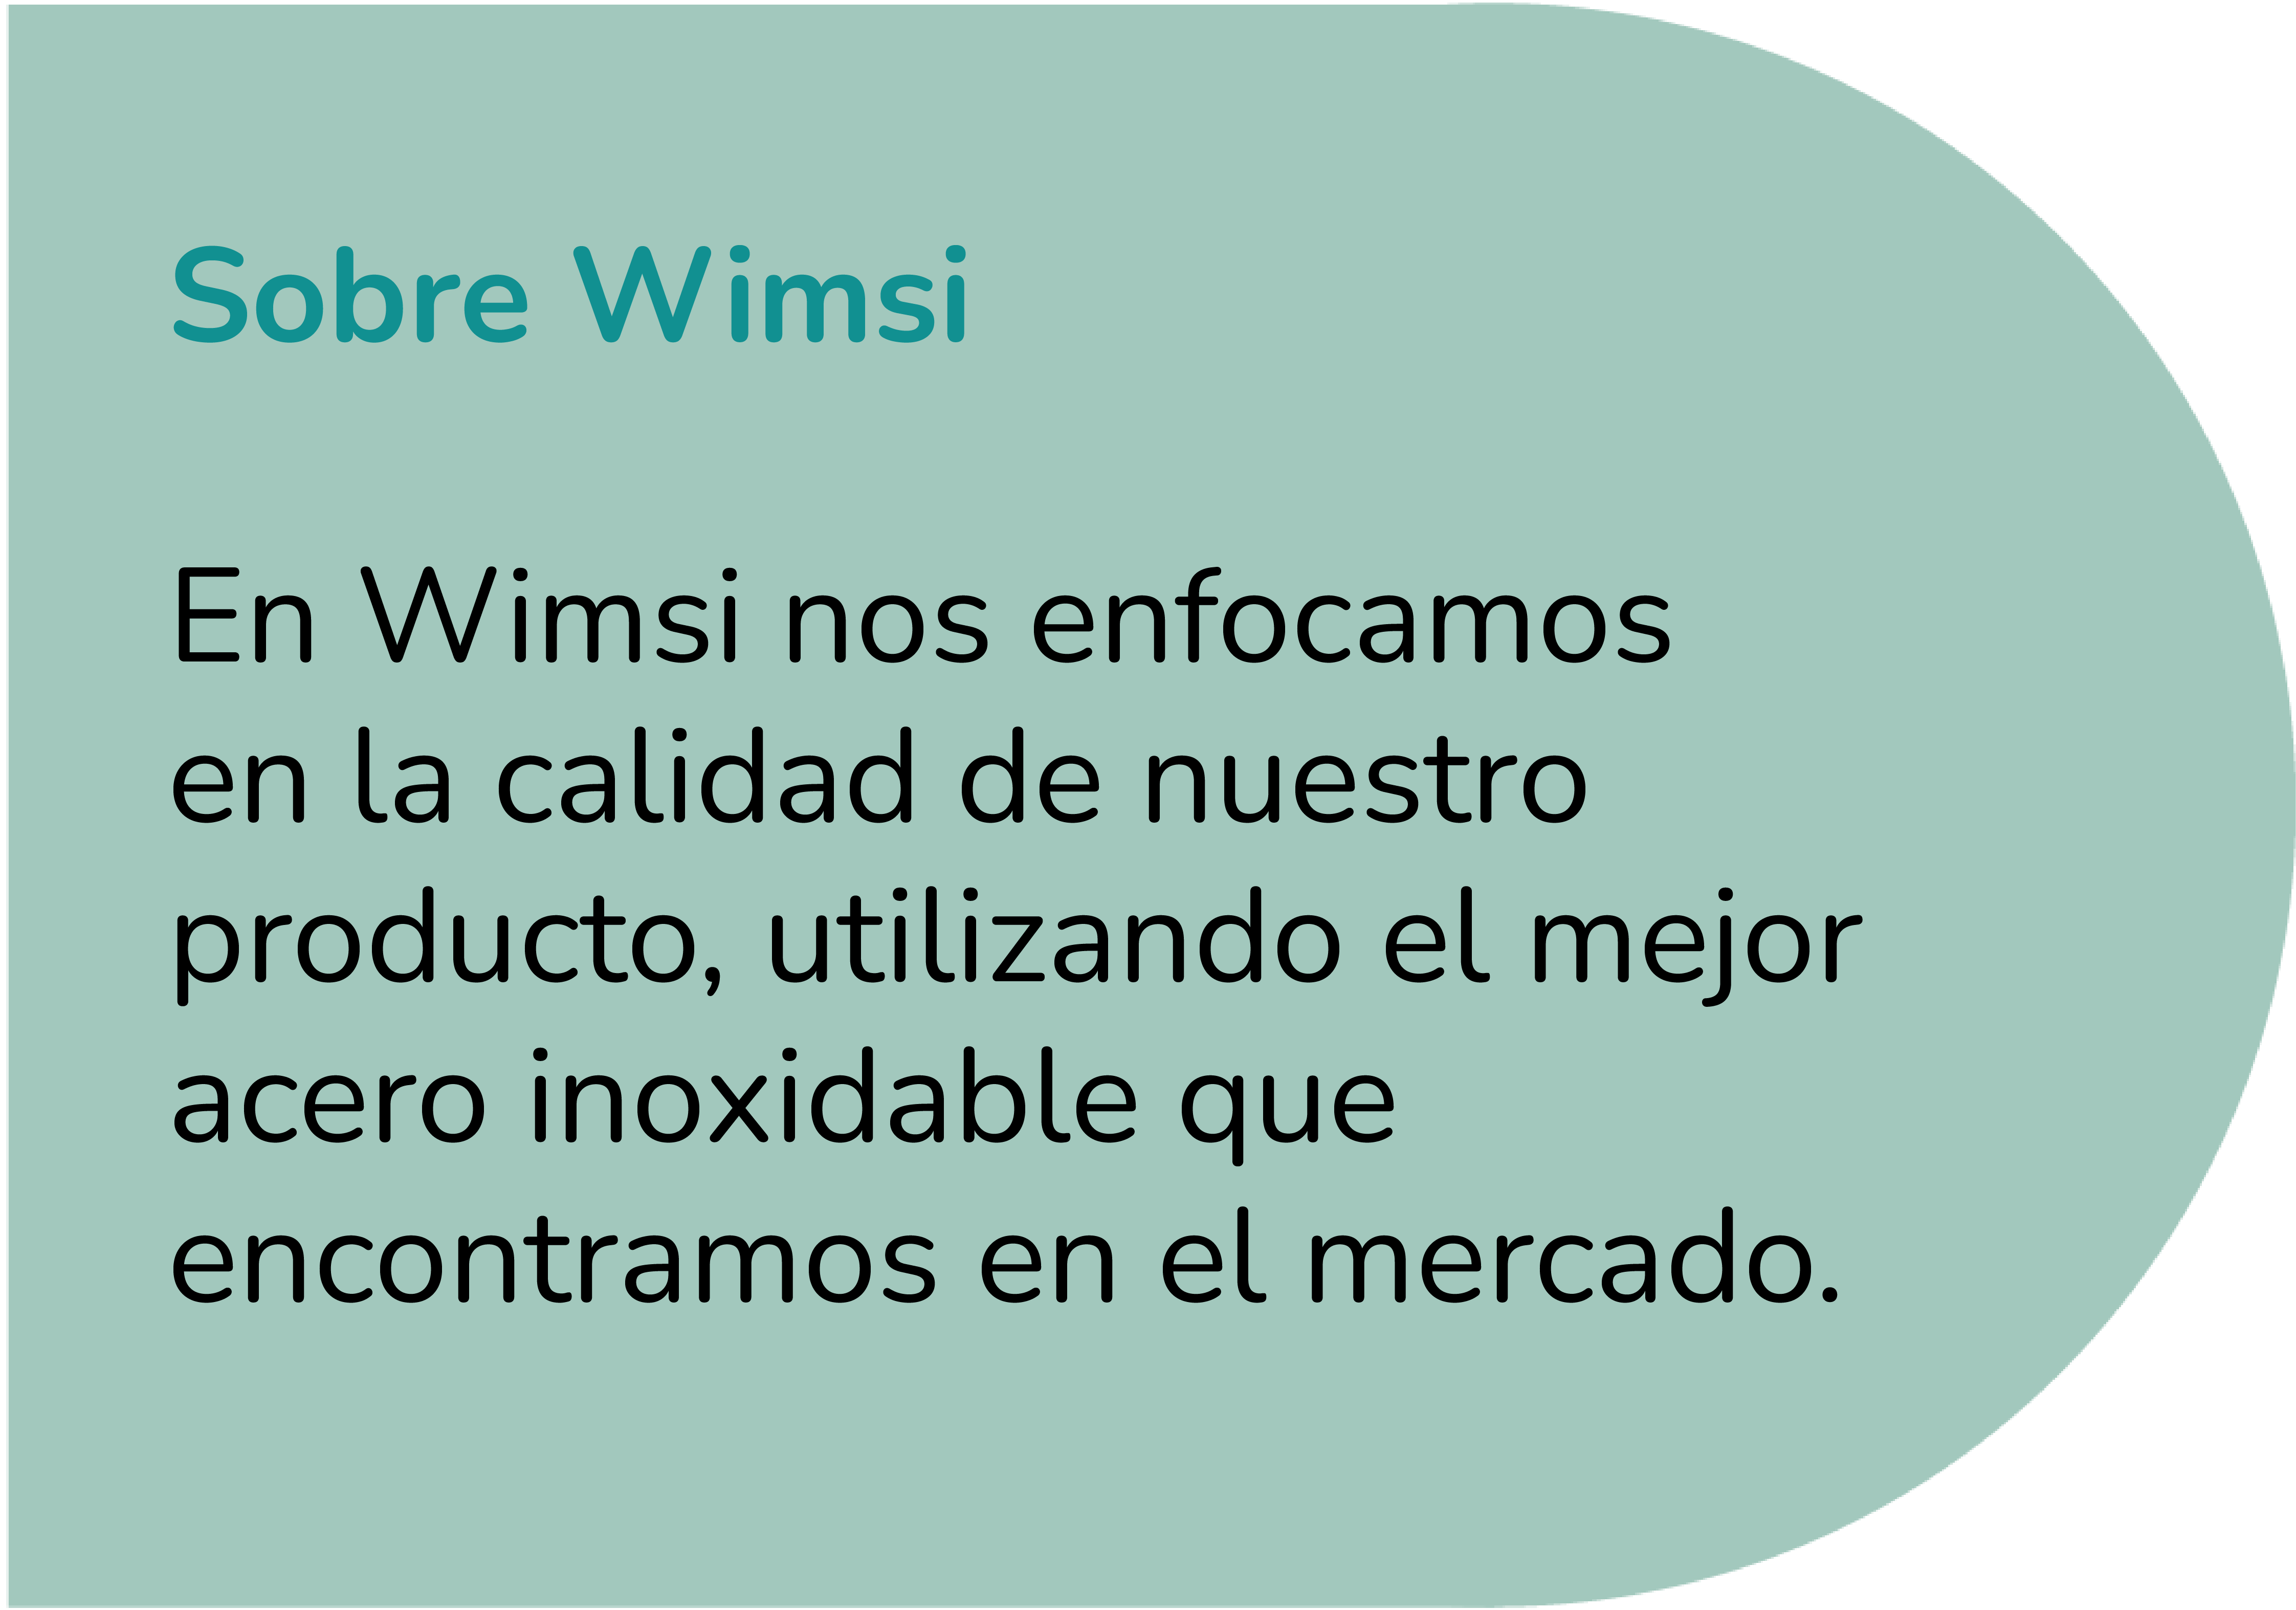 Sobre Wimsi
En Wimsi nos enfocamos
en la calidad de nuestro
producto, utilizando el mejor
acero inoxidable que
encontramos en el mercado.